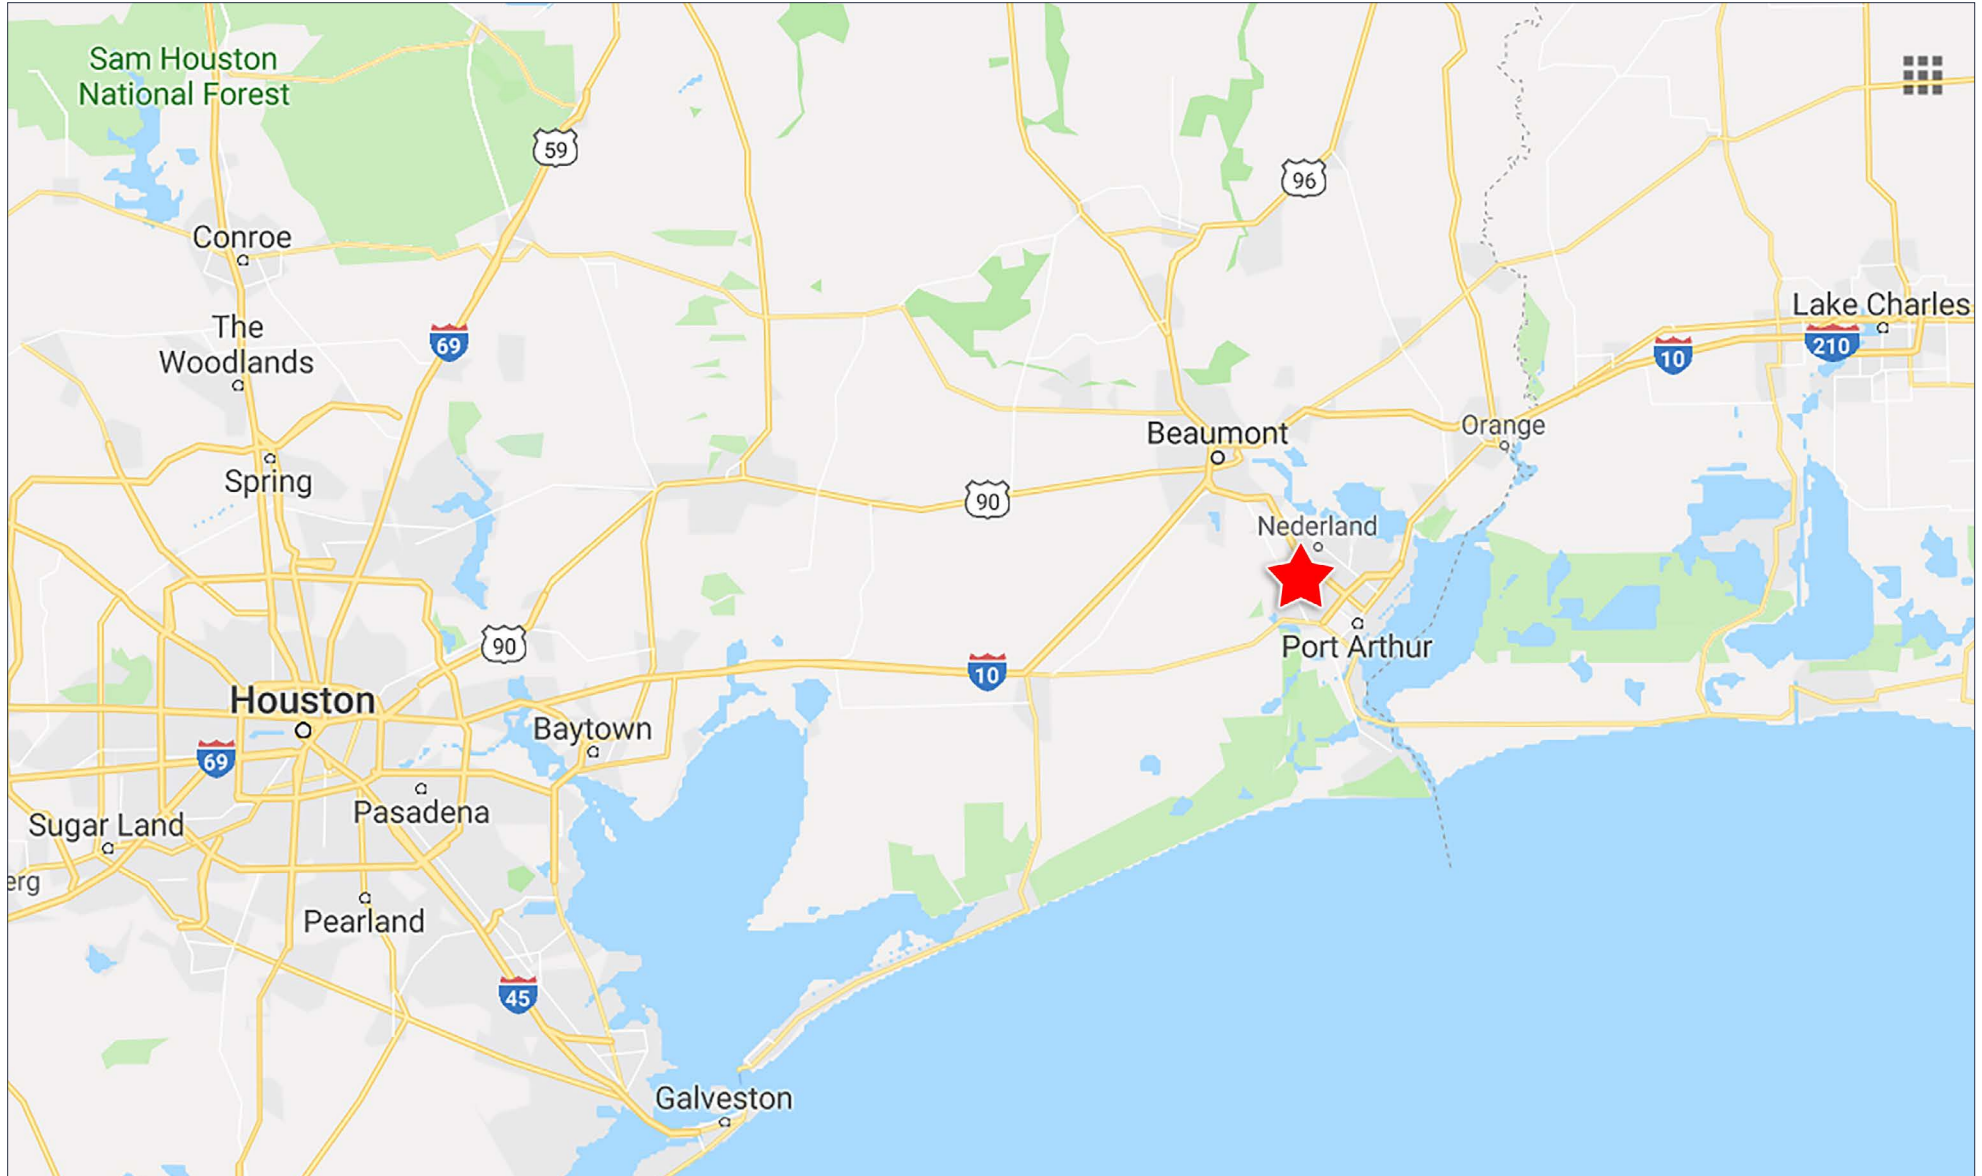 Sam Houston
National Forest
59
96
Conroe
Lake Charles
The
Woodlands
69
10
210
Beaumont
Orange
Spring
90
Nederland
90
Port Arthur
10
Houston
Baytown
69
Pasadena
Sugar Land
erg
Pearland
45
Galveston